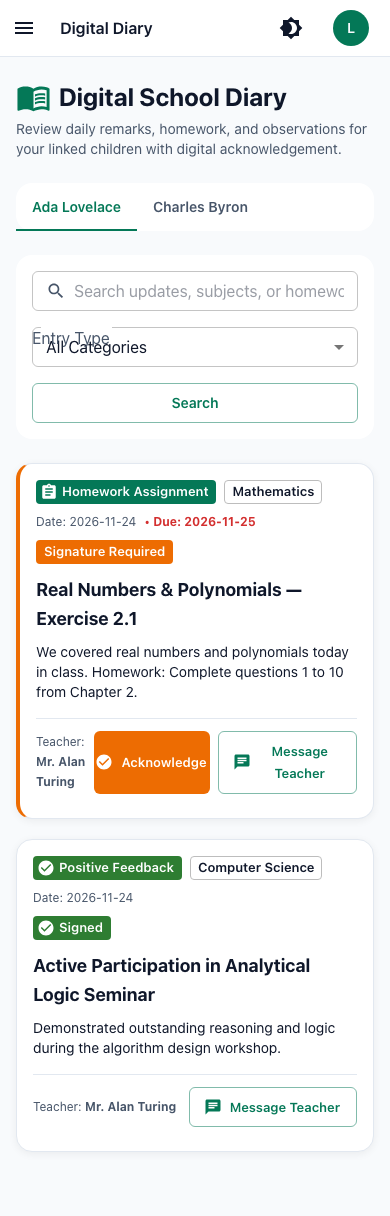 Digital Diary
L
Digital School Diary
Review daily remarks, homework, and observations for
your linked children with digital acknowledgement.
Ada Lovelace
Charles Byron
Search updates, subjects, or homewo
Entry Type
All Categories
Search
Homework Assignment
Mathematics
Date: 2026-11-24 • Due: 2026-11-25
Signature Required
Real Numbers & Polynomials —
Exercise 2.1
We covered real numbers and polynomials today
in class. Homework: Complete questions 1 to 10
from Chapter 2.
Teacher:
Mr. Alan
Turing
Acknowledge
Message
Teacher
Positive Feedback
Computer Science
Date: 2026-11-24
Signed
Active Participation in Analytical
Logic Seminar
Demonstrated outstanding reasoning and logic
during the algorithm design workshop.
Teacher: Mr. Alan Turing
Message Teacher